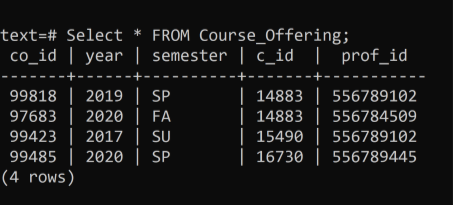 text=# Select * FROM Course_Offering;
 co_id | year | semester | c_id  |  prof_id
-------+------+----------+-------+-----------
 99818 | 2019 | SP       | 14883 | 556789102
 97683 | 2020 | FA       | 14883 | 556784509
 99423 | 2017 | SU       | 15490 | 556789102
 99485 | 2020 | SP       | 16730 | 556789445
(4 rows)